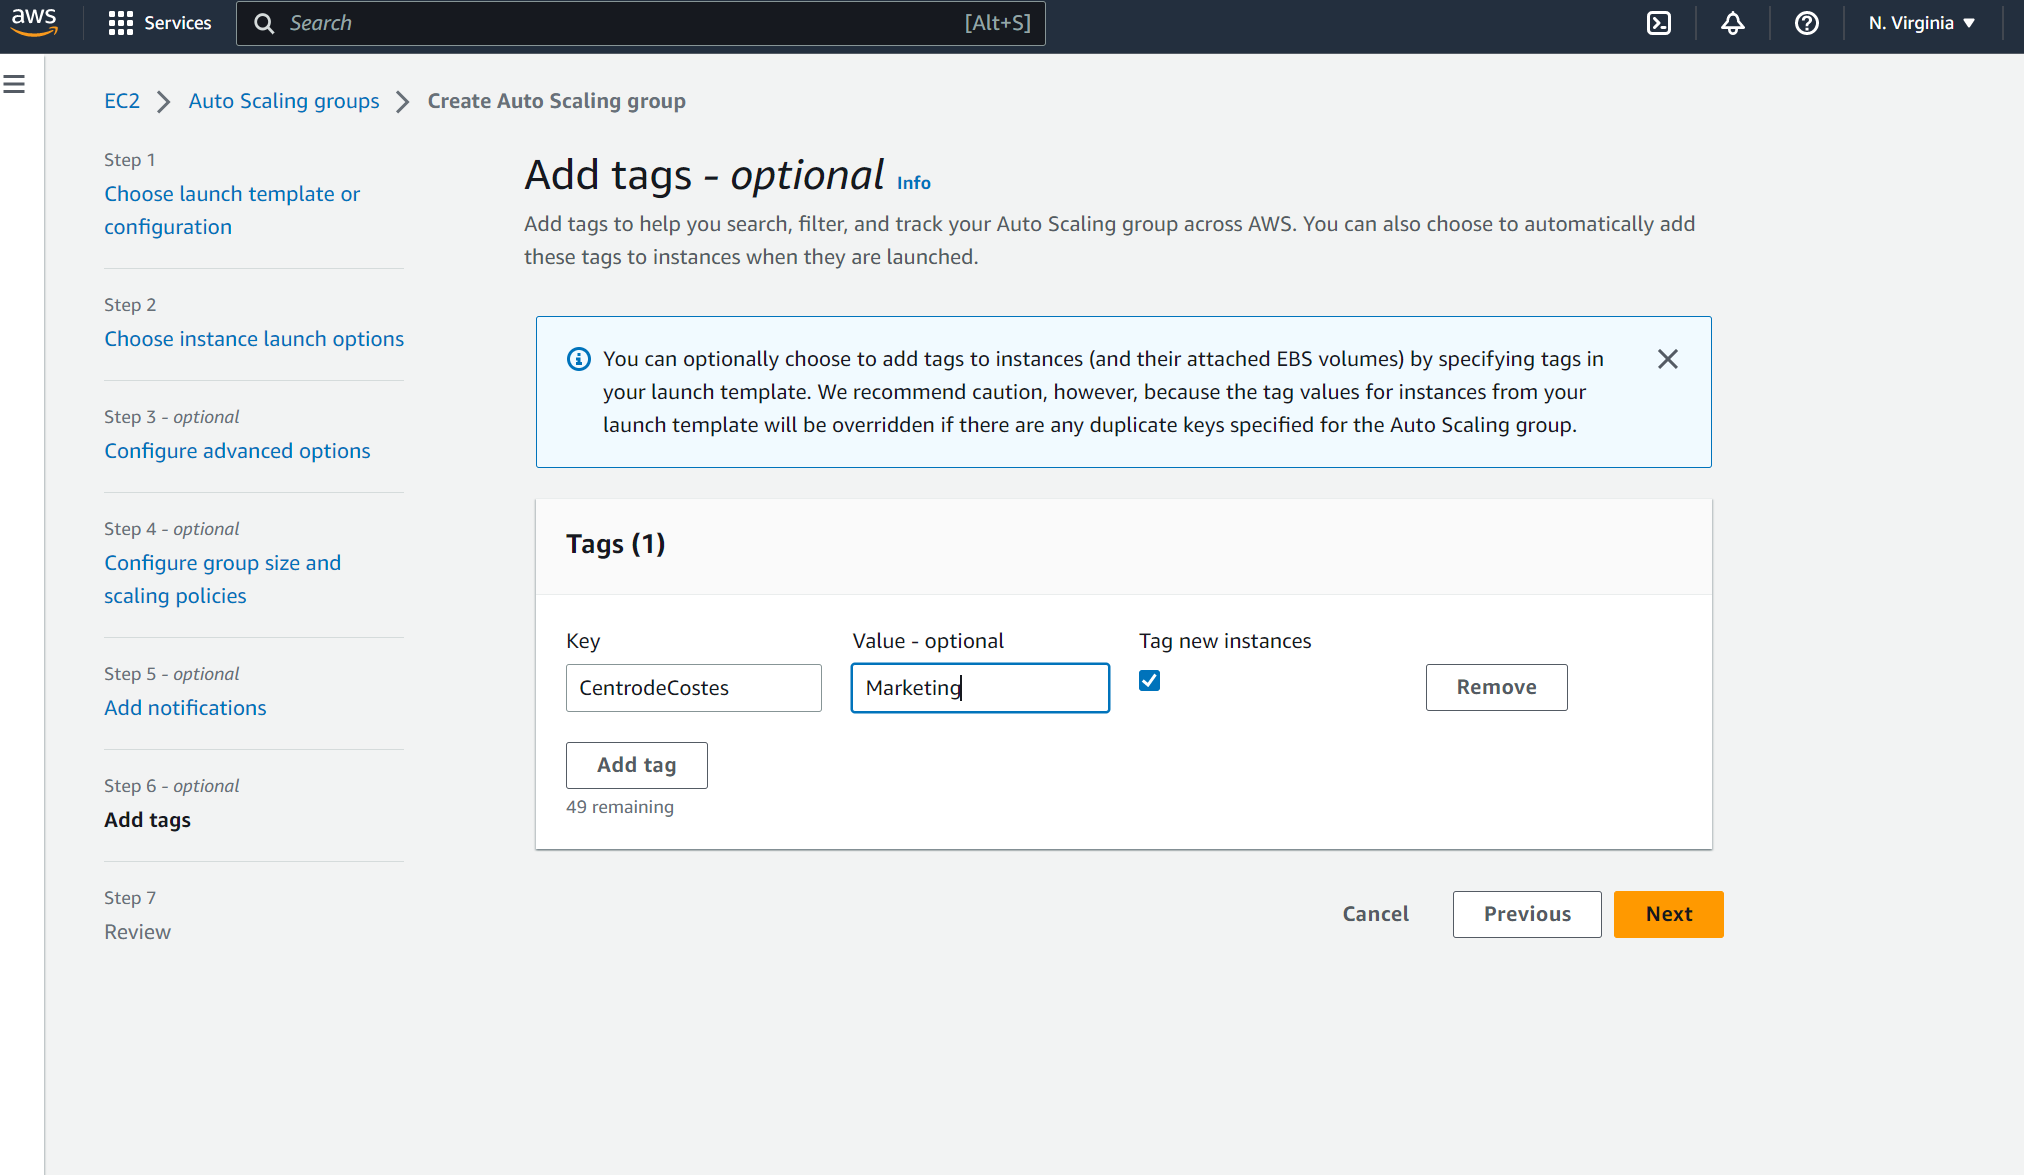 aws
Services
Search
[Alt+S]
N. Virginia
EC2
Auto Scaling groups
Create Auto Scaling group
Step 1
Choose launch template or
configuration
Step 2
Choose instance launch options
Step 3 - optional
Configure advanced options
Step 4 - optional
Configure group size and
scaling policies
Step 5 - optional
Add notifications
Step 6 - optional
Add tags
Step 7
Review
Add tags - optional Info
Add tags to help you search, filter, and track your Auto Scaling group across AWS. You can also choose to automatically add
these tags to instances when they are launched.
You can optionally choose to add tags to instances (and their attached EBS volumes) by specifying tags in
your launch template. We recommend caution, however, because the tag values for instances from your
launch template will be overridden if there are any duplicate keys specified for the Auto Scaling group.
Tags (1)
Key
Value - optional
Tag new instances
CentrodeCostes
Marketing
Remove
Add tag
49 remaining
Cancel
Previous
Next